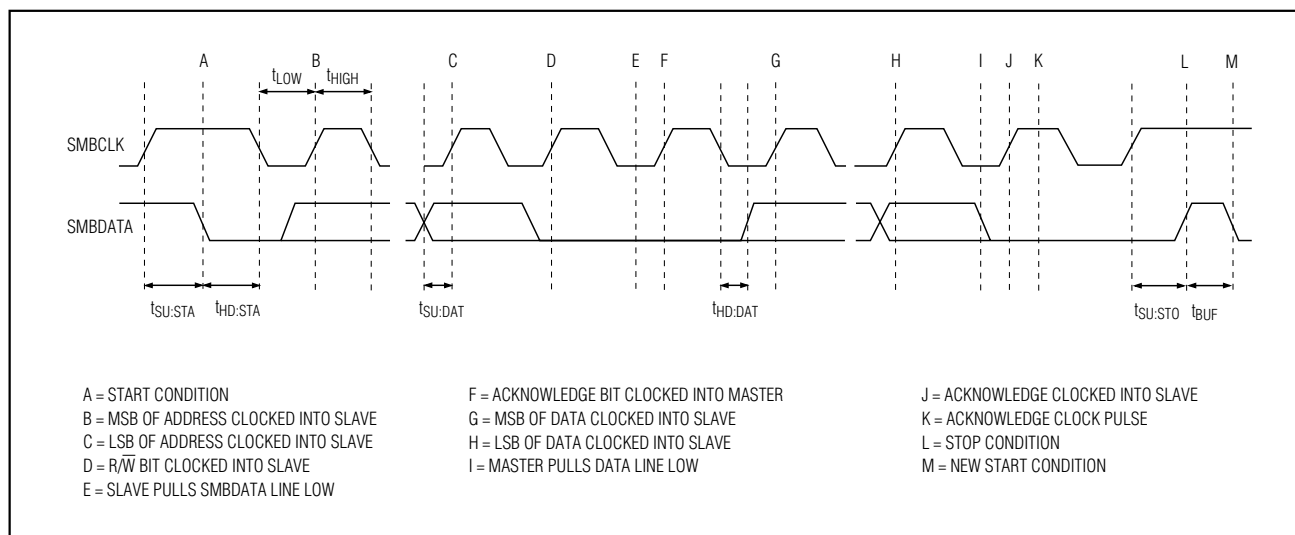 A B C D E F G H I J K L M
tLOW tHIGH
SMBCLK
SMBDATA
tSU:STA tHD:STA tSU:DAT tHD:DAT tSU:STO tBUF
A = START CONDITION
B = MSB OF ADDRESS CLOCKED INTO SLAVE
C = LSB OF ADDRESS CLOCKED INTO SLAVE
D = R/W̅ BIT CLOCKED INTO SLAVE
E = SLAVE PULLS SMBDATA LINE LOW
F = ACKNOWLEDGE BIT CLOCKED INTO MASTER
G = MSB OF DATA CLOCKED INTO SLAVE
H = LSB OF DATA CLOCKED INTO SLAVE
I = MASTER PULLS DATA LINE LOW
J = ACKNOWLEDGE CLOCKED INTO SLAVE
K = ACKNOWLEDGE CLOCK PULSE
L = STOP CONDITION
M = NEW START CONDITION